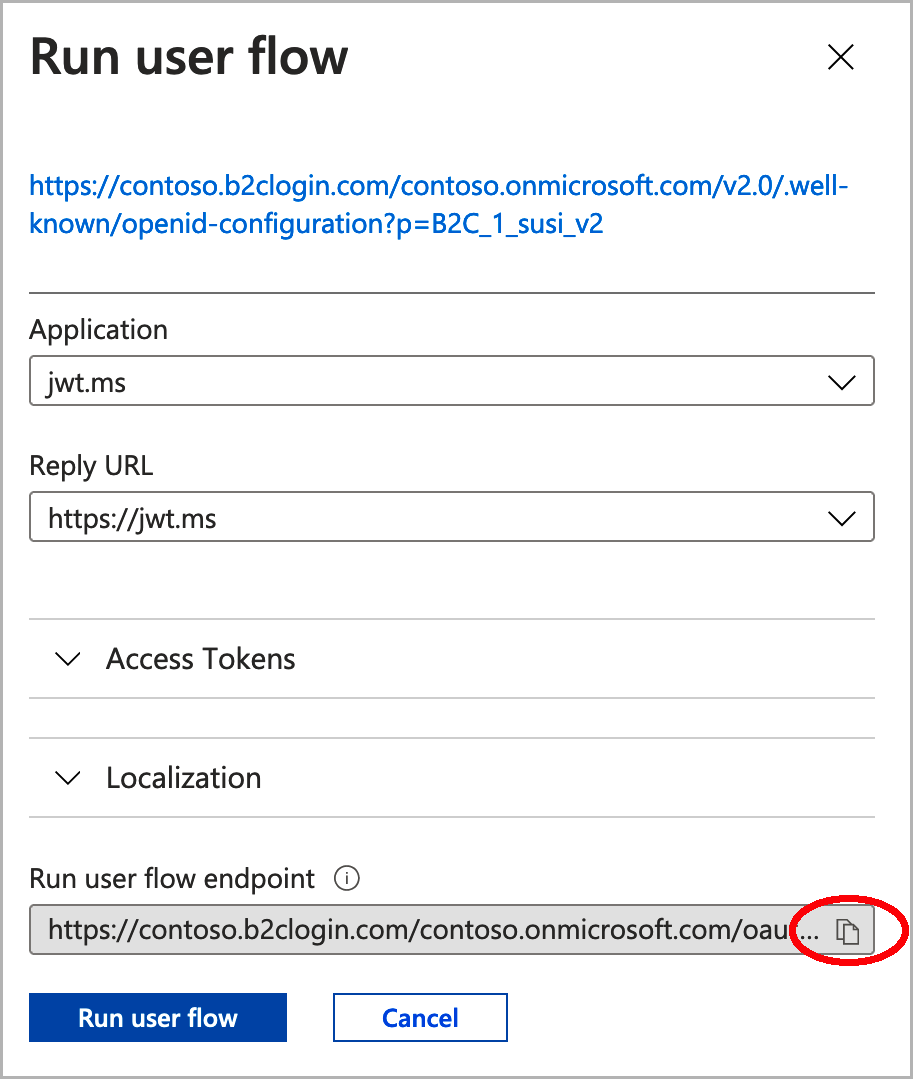 Run user flow
https://contoso.b2clogin.com/contoso.onmicrosoft.com/v2.0/.well-
known/openid-configuration?p=B2C_1_susi_v2
Application
jwt.ms
Reply URL
https://jwt.ms
Access Tokens
Localization
Run user flow endpoint
https://contoso.b2clogin.com/contoso.onmicrosoft.com/oau...
Run user flow
Cancel